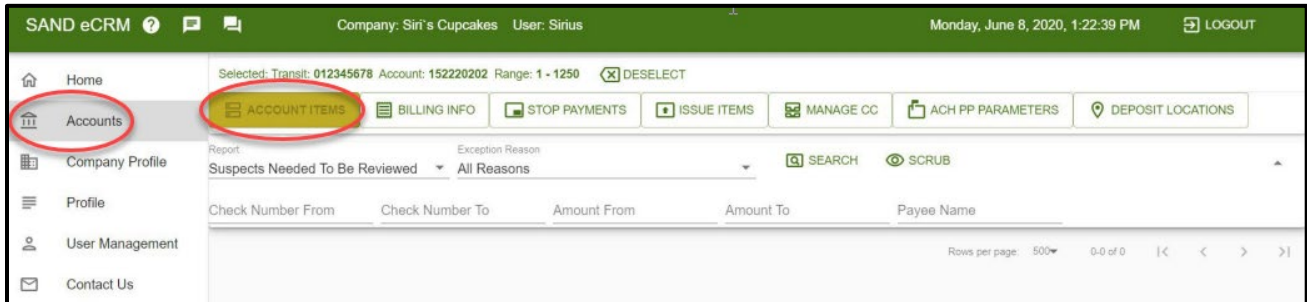 SAND eCRM Company: Siri`s Cupcakes User: Sirius Monday, June 8, 2020, 1:22:39 PM LOGOUT
Home
Accounts
Company Profile
Profile
User Management
Contact Us
Selected: Transit: 012345678 Account: 152220202 Range: 1 - 1250 DESELECT
ACCOUNT ITEMS BILLING INFO STOP PAYMENTS ISSUE ITEMS MANAGE CC ACH PP PARAMETERS DEPOSIT LOCATIONS
Report Exception Reason
Suspects Needed To Be Reviewed All Reasons SEARCH SCRUB
Check Number From Check Number To Amount From Amount To Payee Name
Rows per page: 500 0-0 of 0